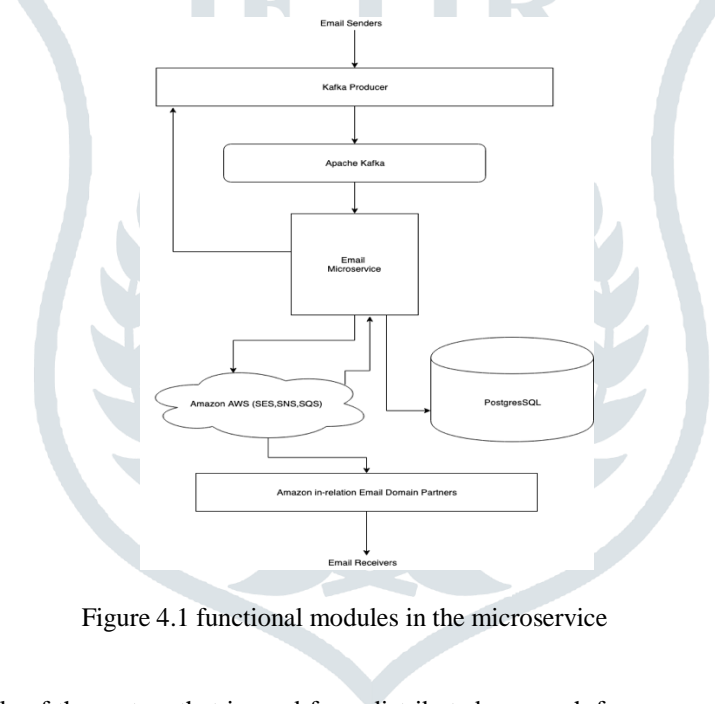 Email Senders
Kafka Producer
Apache Kafka
Email
Microservice
Amazon AWS (SES,SNS,SQS)
PostgresSQL
Amazon in-relation Email Domain Partners
Email Receivers
Figure 4.1 functional modules in the microservice